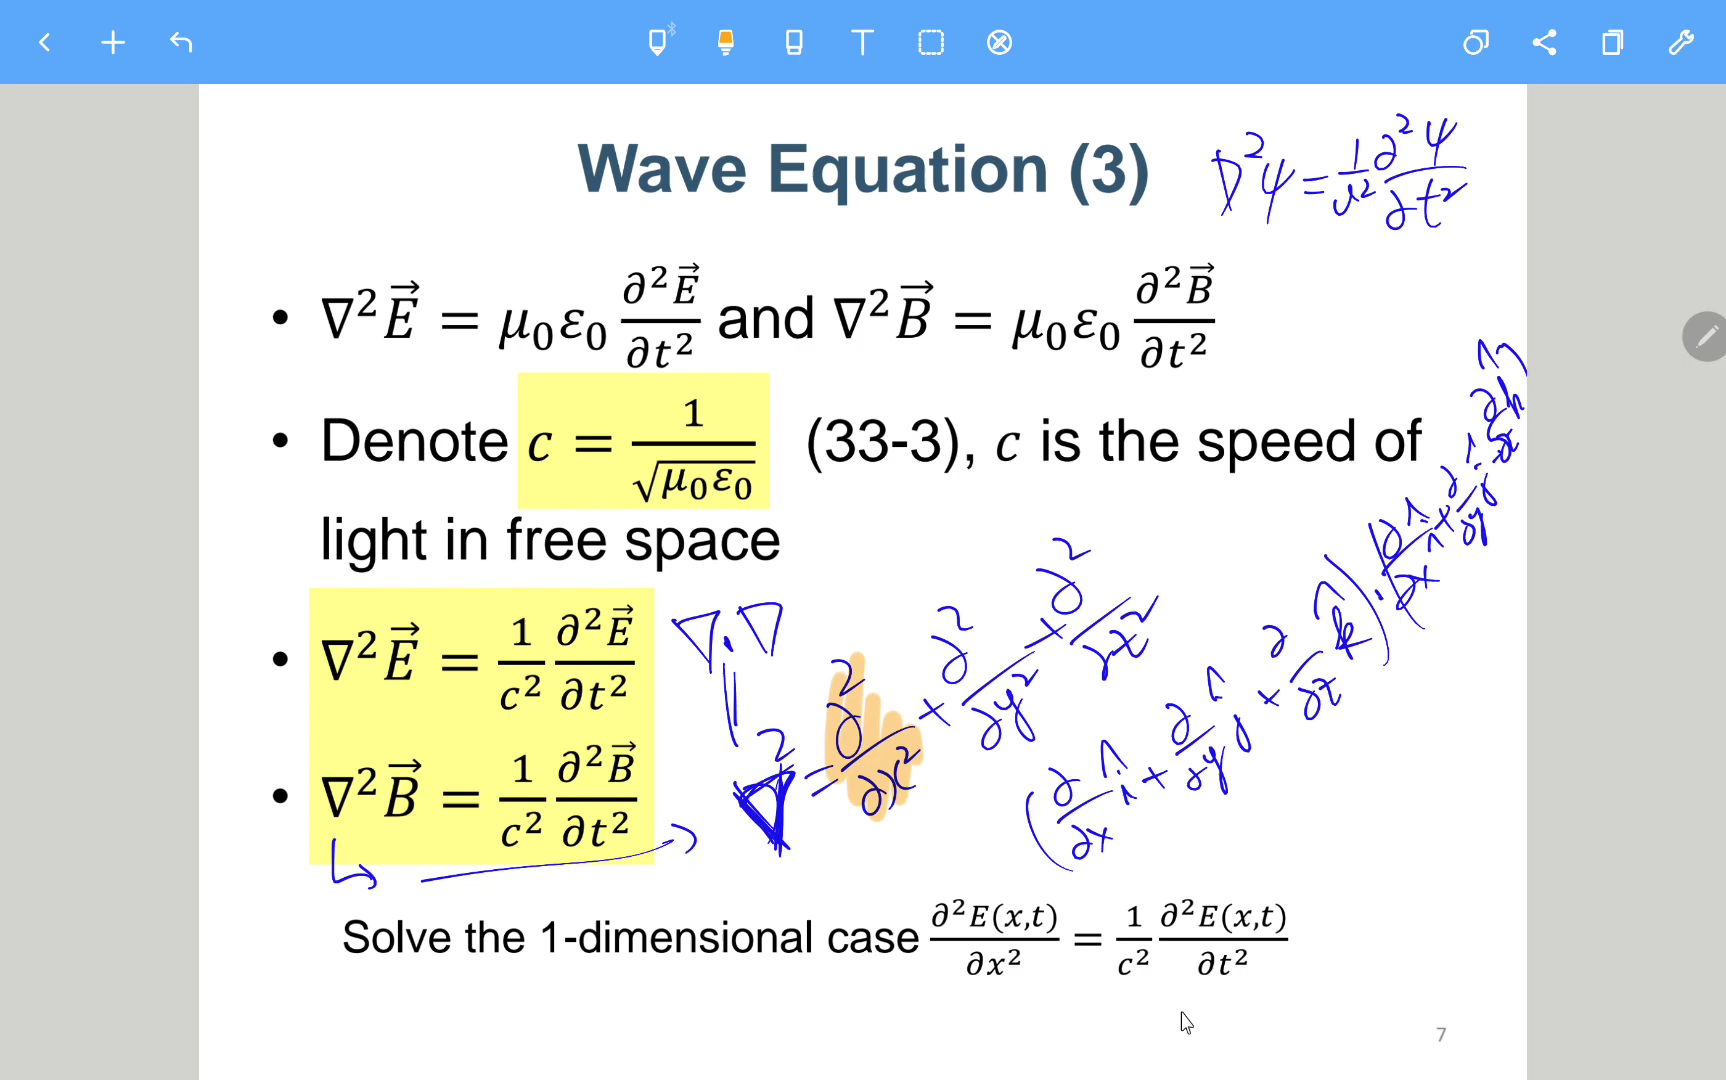 Wave Equation (3)
∇²ψ = 1/v² ∂²ψ/∂t²
• ∇²E⃗ = μ₀ε₀ ∂²E⃗/∂t² and ∇²B⃗ = μ₀ε₀ ∂²B⃗/∂t²
• Denote c = 1/√μ₀ε₀ (33-3), c is the speed of
light in free space
• ∇²E⃗ = 1/c² ∂²E⃗/∂t²
• ∇²B⃗ = 1/c² ∂²B⃗/∂t²
∇·∇
||
∇² = ∂²/∂x² + ∂²/∂y² + ∂²/∂z²
(∂/∂x î + ∂/∂y ĵ + ∂/∂z k̂)·(∂/∂x î + ∂/∂y ĵ + ∂/∂z k̂)
Solve the 1-dimensional case ∂²E(x,t)/∂x² = 1/c² ∂²E(x,t)/∂t²
7